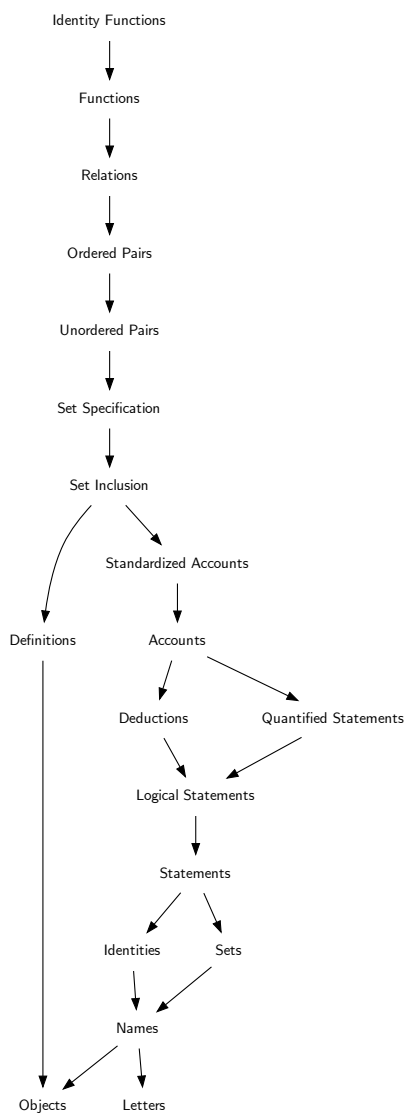 Identity Functions
Functions
Relations
Ordered Pairs
Unordered Pairs
Set Specification
Set Inclusion
Standardized Accounts
Definitions
Accounts
Deductions
Quantified Statements
Logical Statements
Statements
Identities
Sets
Names
Objects
Letters